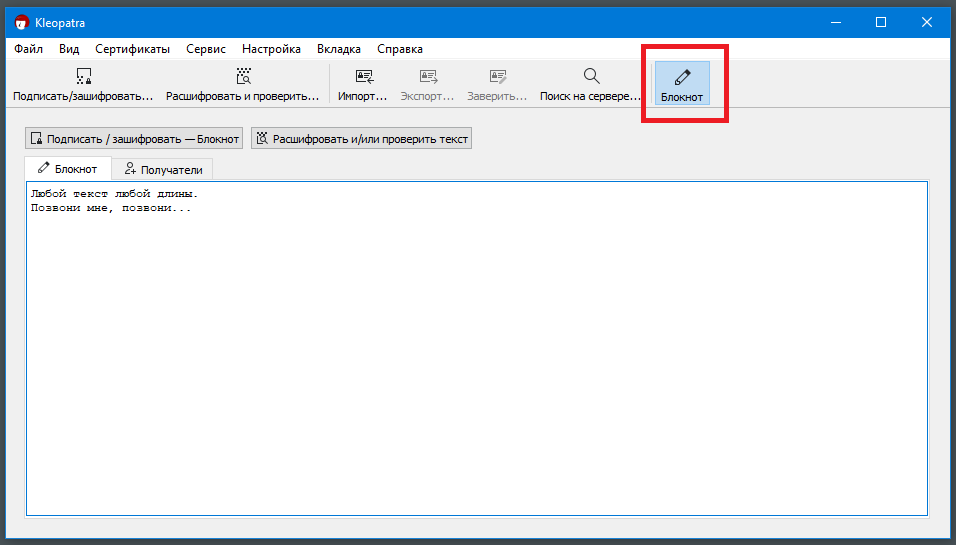 Kleopatra
Файл Вид Сертификаты Сервис Настройка Вкладка Справка
Подписать/зашифровать... Расшифровать и проверить... Импорт... Экспорт... Заверить... Поиск на сервере... Блокнот
Подписать / зашифровать — Блокнот Расшифровать и/или проверить текст
Блокнот Получатели
Любой текст любой длины.
Позвони мне, позвони...